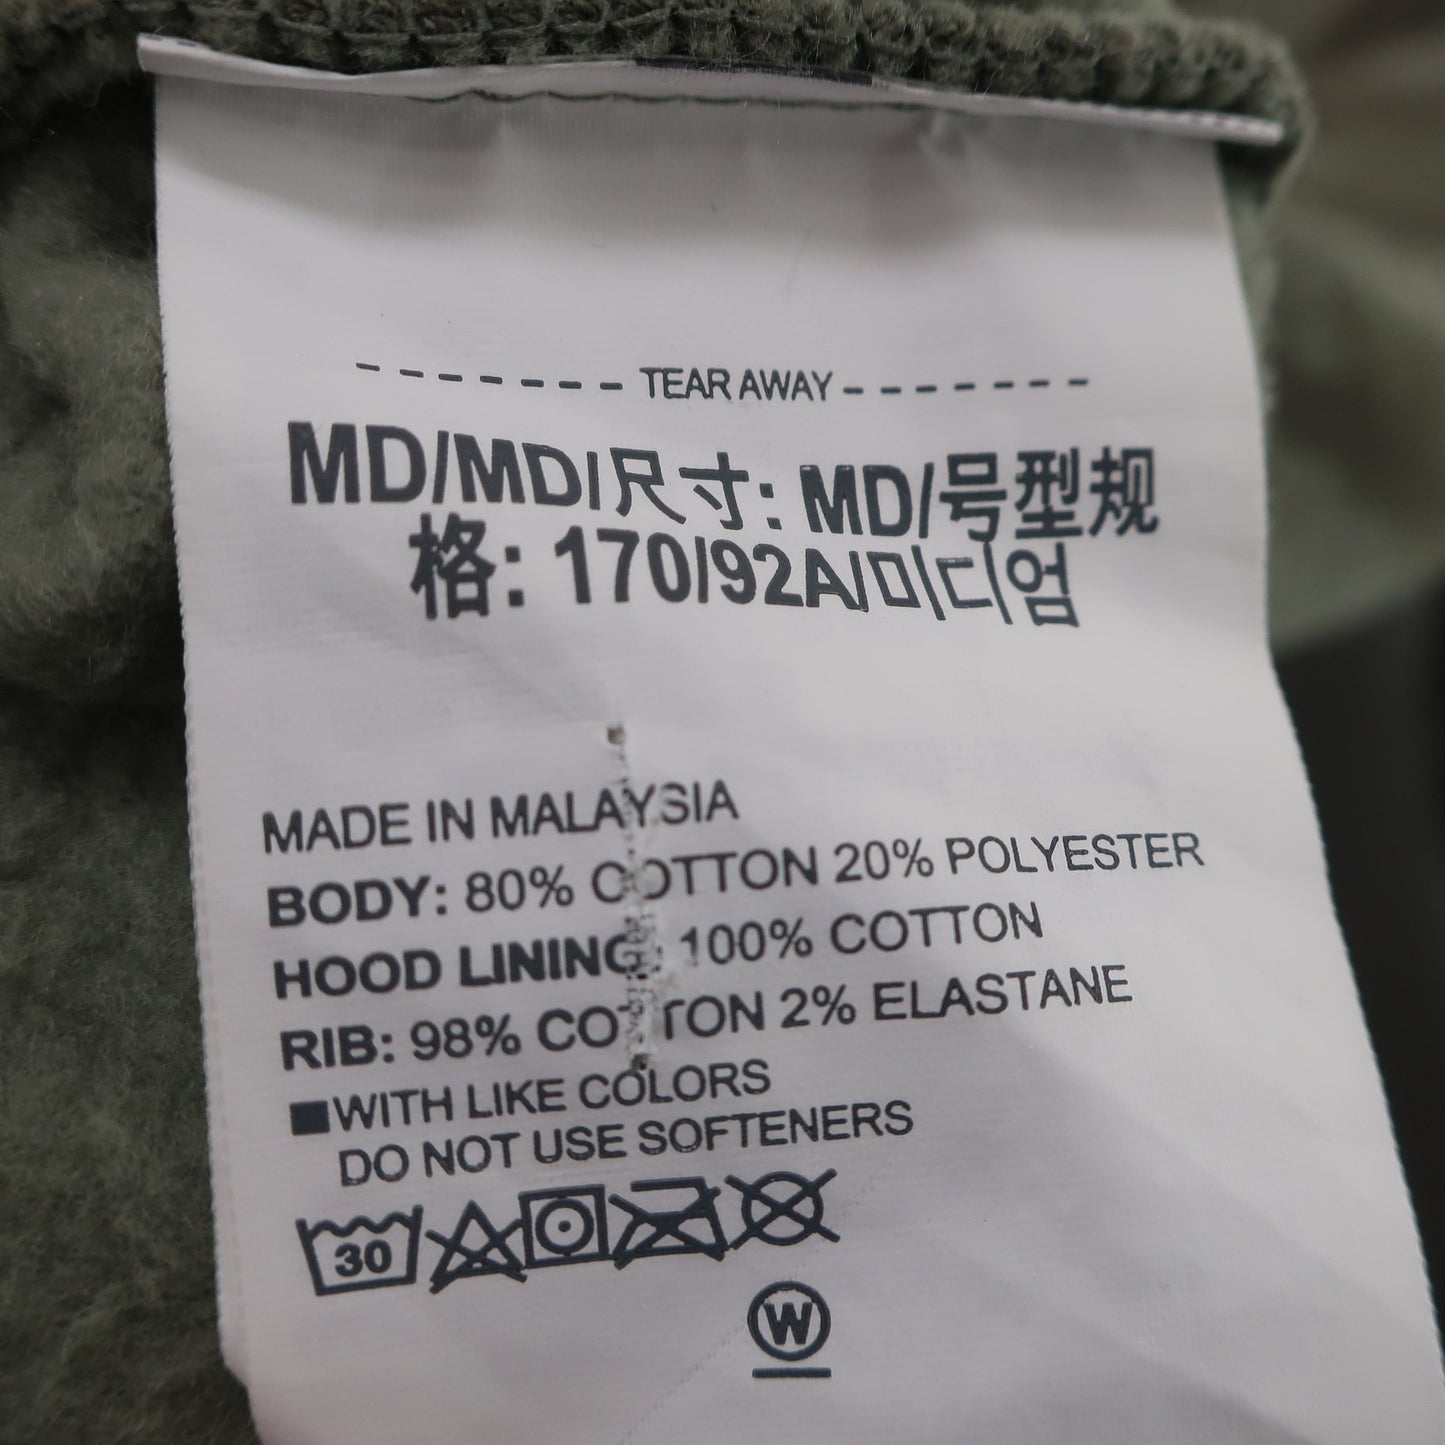 TEAR AWAY
MD/MD/尺寸: MD/号型规
格: 170/92A/미디엄
MADE IN MALAYSIA
BODY: 80% COTTON 20% POLYESTER
HOOD LINING: 100% COTTON
RIB: 98% COTTON 2% ELASTANE
WITH LIKE COLORS
DO NOT USE SOFTENERS
30
W